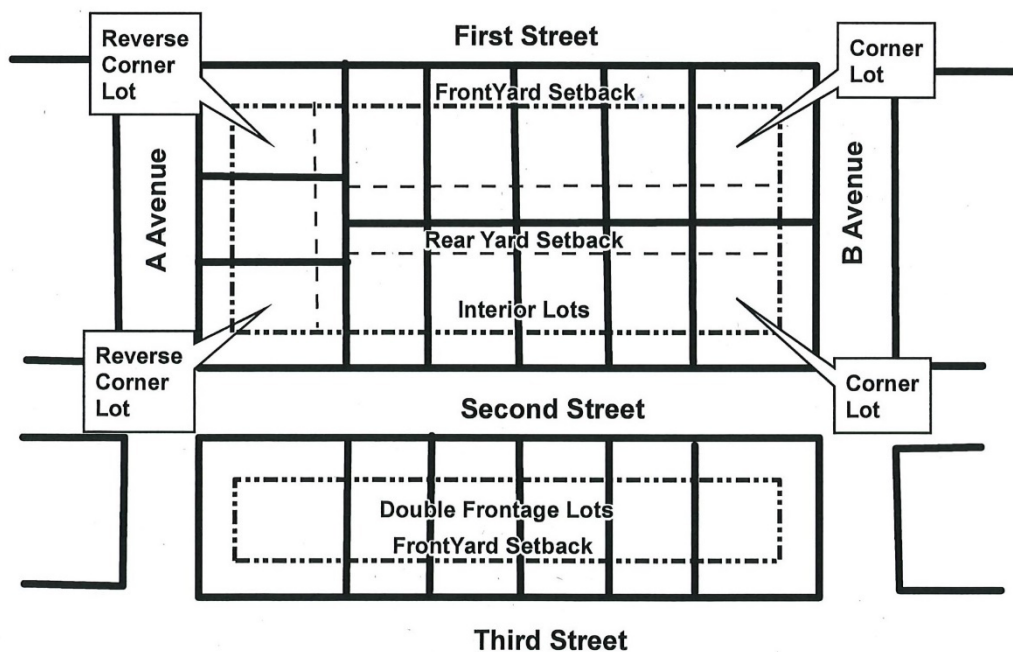 Reverse
Corner
Lot
First Street
Corner
Lot
FrontYard Setback
A Avenue
B Avenue
Rear Yard Setback
Interior Lots
Reverse
Corner
Lot
Corner
Lot
Second Street
Double Frontage Lots
FrontYard Setback
Third Street